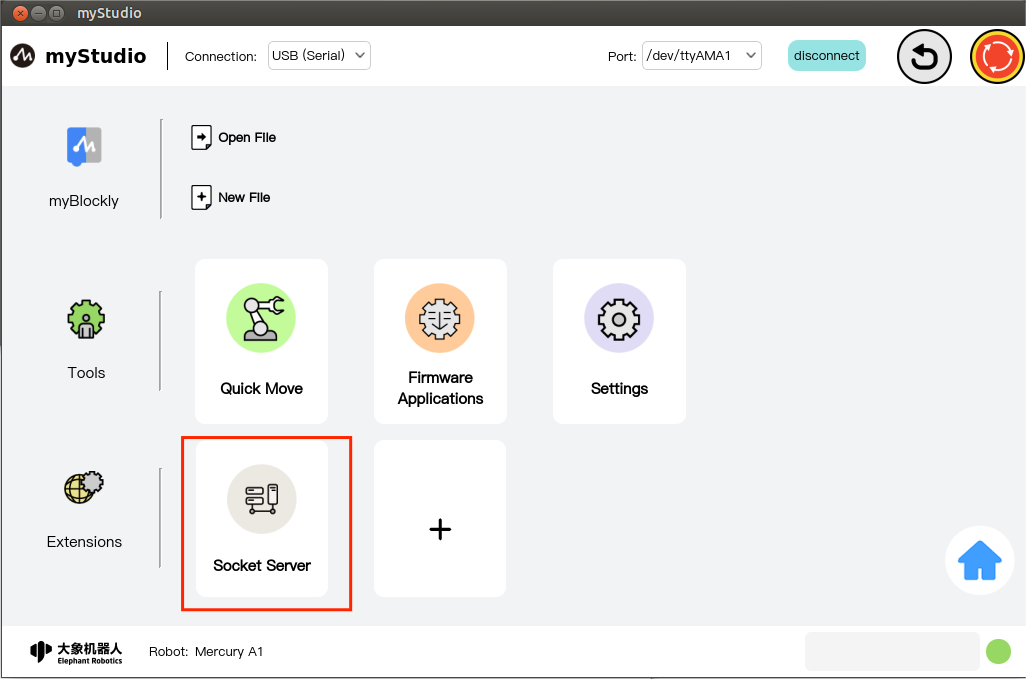 myStudio
myStudio
Connection: USB (Serial) Port: /dev/ttyAMA1 disconnect
Open File
myBlockly
New File
Tools
Quick Move
Firmware
Applications
Settings
Extensions
Socket Server
大象机器人
Elephant Robotics
Robot: Mercury A1